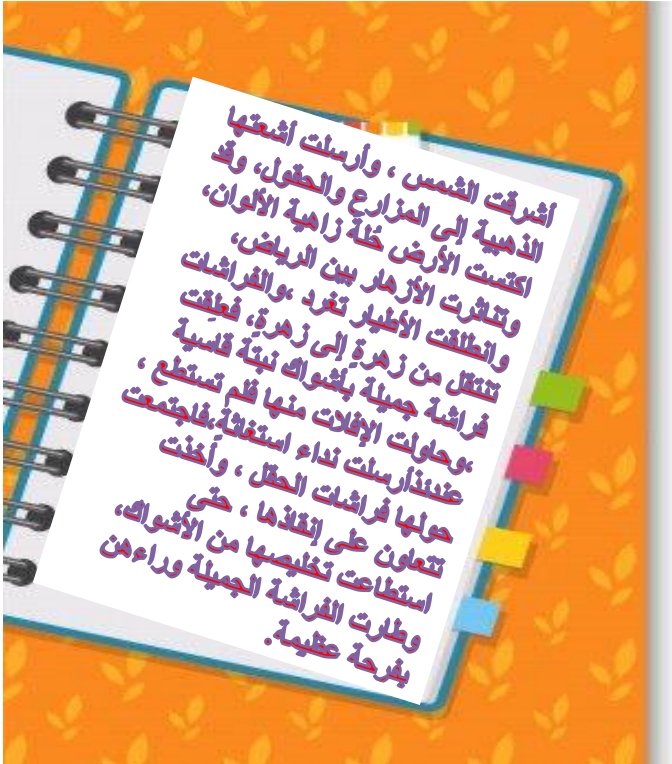 أشرقت الشمس ، وأرسلت أشعتها
الذهبية إلى المزارع والحقول، وقد
اكتست الأرض حُلة زاهية الألوان،
وتناثرت الأزهار بين الرياض،
وانطلقت الأطيار تغرد ،والفراشات
تنتقل من زهرةٍ إلى زهرةٍ، فعلِقت
فراشة جميلة بأشواك نبتة قاسية
،وحاولت الإفلات منها فلم تستطع ،
عندئذأرسلت نداء استغاثةٍ،فاجتمعت
حولها فراشات الحقل ، وأخذت
تتعاون على إنقاذها ، حتى
استطاعت تخليصها من الأشواك،
وطارت الفراشة الجميلة وراءهن
بفرحة عظيمة.